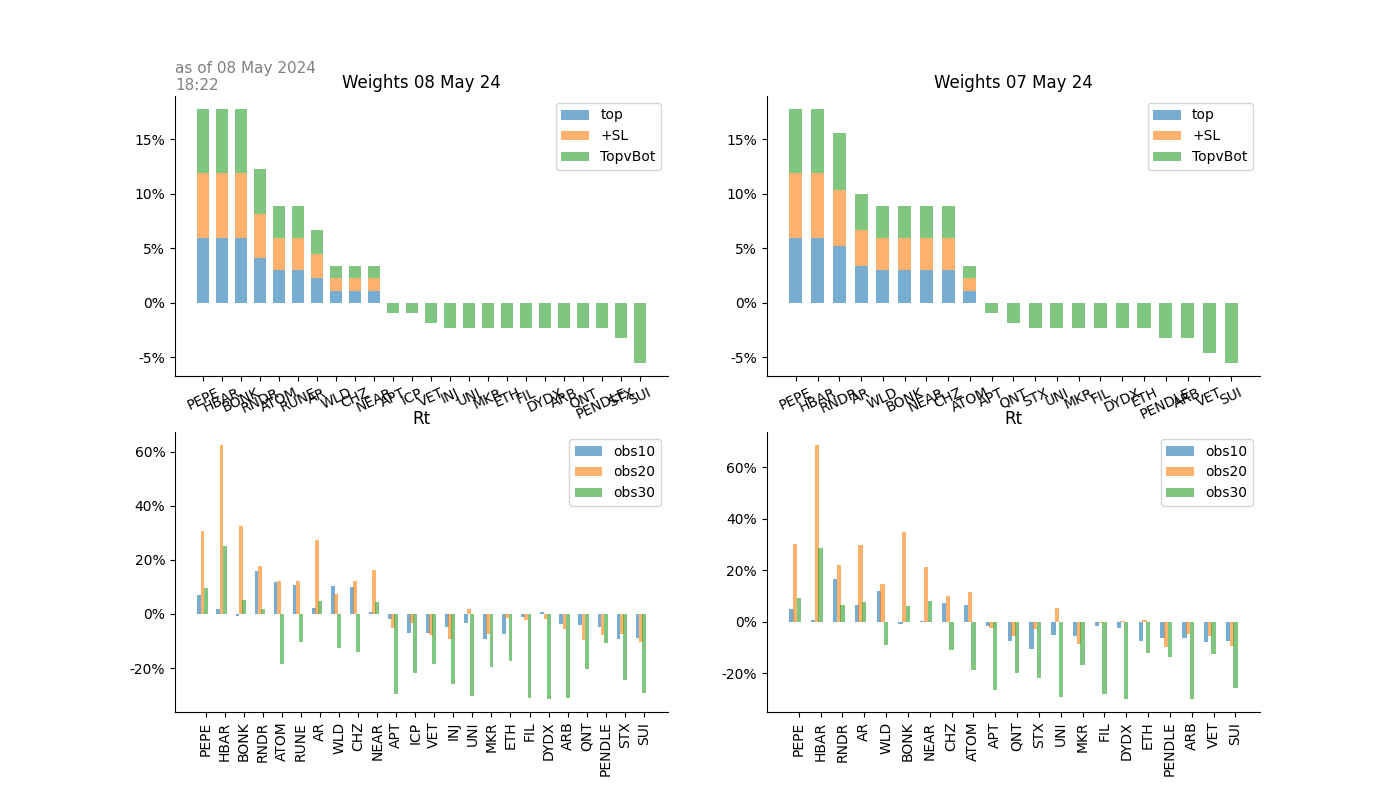 as of 08 May 2024
18:22
Weights 08 May 24
15%
10%
5%
0%
-5%
top
+SL
TopvBot
PEPE HBAR BONK RNDR ATOM RUNE AR WLD CHZ NEAR APT ICP VET INJ UNI MKR ETH FIL DYDX ARB QNT PENDLE STX SUI
Weights 07 May 24
15%
10%
5%
0%
-5%
top
+SL
TopvBot
PEPE HBAR RNDR AR WLD BONK NEAR CHZ ATOM APT QNT STX UNI MKR FIL DYDX ETH PENDLE ARB VET SUI
Rt
60%
40%
20%
0%
-20%
obs10
obs20
obs30
PEPE HBAR BONK RNDR ATOM RUNE AR WLD CHZ NEAR APT ICP VET INJ UNI MKR ETH FIL DYDX ARB QNT PENDLE STX SUI
Rt
60%
40%
20%
0%
-20%
obs10
obs20
obs30
PEPE HBAR RNDR AR WLD BONK NEAR CHZ ATOM APT QNT STX UNI MKR FIL DYDX ETH PENDLE ARB VET SUI